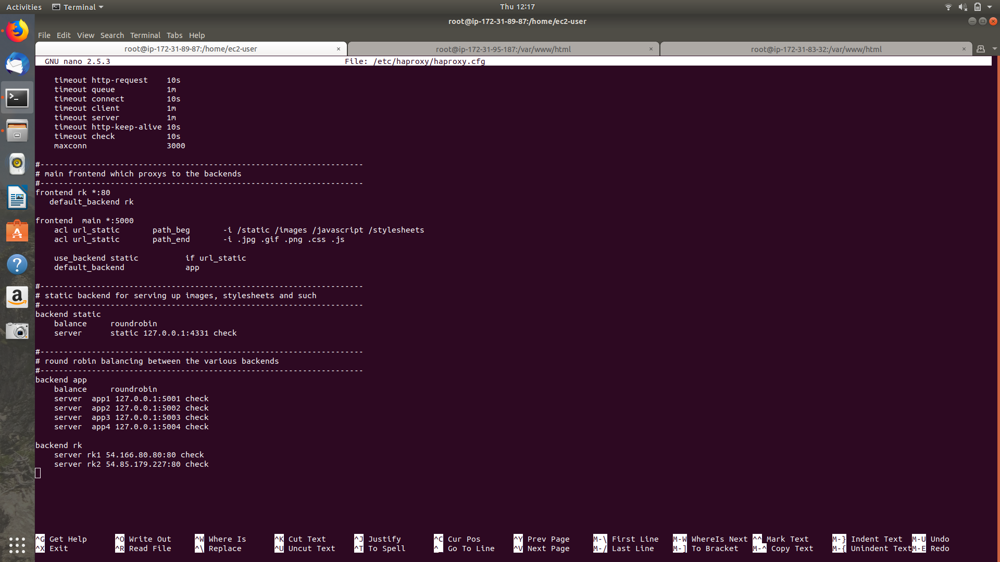 Activities Terminal Thu 12:17
root@ip-172-31-89-87:/home/ec2-user
File Edit View Search Terminal Tabs Help
root@ip-172-31-89-87:/home/ec2-user × root@ip-172-31-95-187:/var/www/html × root@ip-172-31-83-32:/var/www/html ×
GNU nano 2.5.3 File: /etc/haproxy/haproxy.cfg
timeout http-request 10s
timeout queue 1m
timeout connect 10s
timeout client 1m
timeout server 1m
timeout http-keep-alive 10s
timeout check 10s
maxconn 3000
#---------------------------------------------------------------------
# main frontend which proxys to the backends
#---------------------------------------------------------------------
frontend rk *:80
default_backend rk
frontend  main *:5000
acl url_static path_beg -i /static /images /javascript /stylesheets
acl url_static path_end -i .jpg .gif .png .css .js
use_backend static if url_static
default_backend app
#---------------------------------------------------------------------
# static backend for serving up images, stylesheets and such
#---------------------------------------------------------------------
backend static
balance roundrobin
server static 127.0.0.1:4331 check
#---------------------------------------------------------------------
# round robin balancing between the various backends
#---------------------------------------------------------------------
backend app
balance roundrobin
server app1 127.0.0.1:5001 check
server app2 127.0.0.1:5002 check
server app3 127.0.0.1:5003 check
server app4 127.0.0.1:5004 check
backend rk
server rk1 54.166.80.80:80 check
server rk2 54.85.179.227:80 check
^G Get Help ^O Write Out ^W Where Is ^K Cut Text ^J Justify ^C Cur Pos ^Y Prev Page M-\ First Line M-W WhereIs Next ^^ Mark Text M-} Indent Text M-U Undo
^X Exit ^R Read File ^\ Replace ^U Uncut Text ^T To Spell ^_ Go To Line ^V Next Page M-/ Last Line M-] To Bracket M-^ Copy Text M-{ Unindent Text M-E Redo